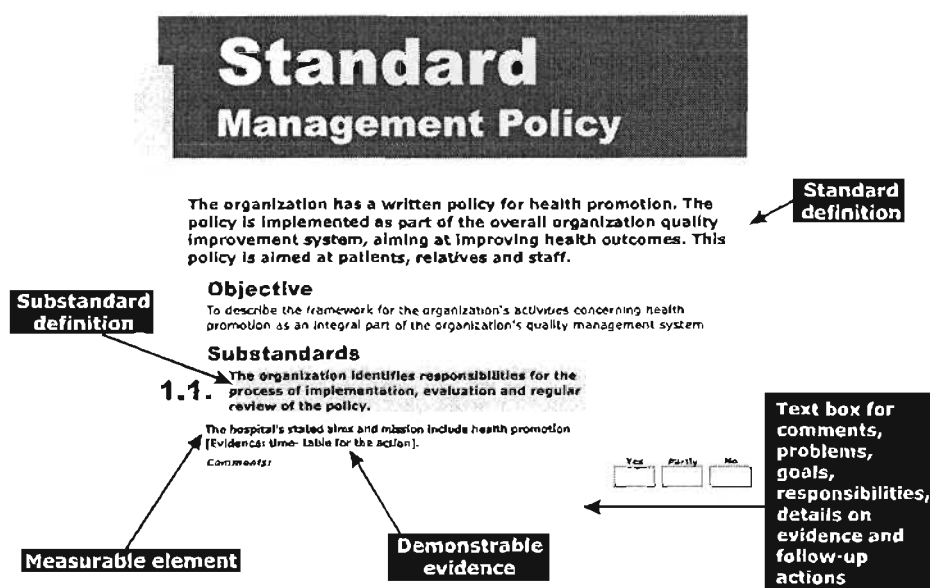 Standard
Management Policy
The organization has a written policy for health promotion. The
policy is implemented as part of the overall organization quality
improvement system, aiming at improving health outcomes. This
policy is aimed at patients, relatives and staff.
Standard
definition
Objective
To describe the framework for the organization's activities concerning health
promotion as an integral part of the organization's quality management system
Substandard
definition
Substandards
1.1.
The organization identifies responsibilities for the
process of implementation, evaluation and regular
review of the policy.
The hospital's stated aims and mission include health promotion
[Evidence: time- table for the action].
Comments:
Yes Partly No
Text box for
comments,
problems,
goals,
responsibilities,
details on
evidence and
follow-up
actions
Measurable element
Demonstrable
evidence